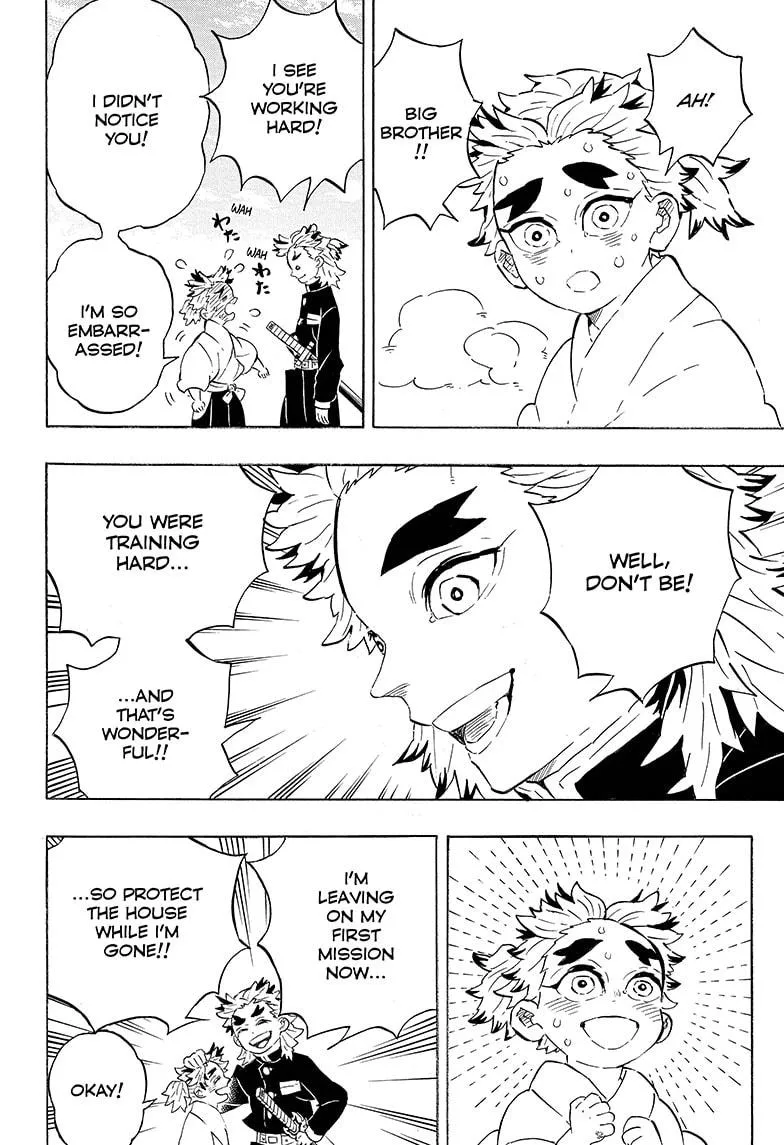 AH!
BIG
BROTHER
!!
I SEE
YOU'RE
WORKING
HARD!
I DIDN'T
NOTICE
YOU!
I'M SO
EMBARR-
ASSED!
WAH
わた
WAH
わた
WELL,
DON'T BE!
YOU WERE
TRAINING
HARD...
...AND
THAT'S
WONDER-
FUL!!
I'M
LEAVING
ON MY
FIRST
MISSION
NOW...
...SO PROTECT
THE HOUSE
WHILE I'M
GONE!!
OKAY!